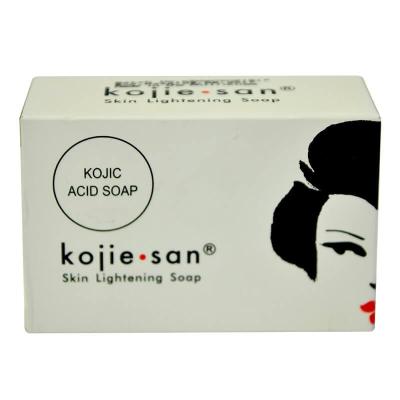 kojie•san®
Skin Lightening Soap
KOJIC
ACID SOAP
kojie•san®
Skin Lightening Soap